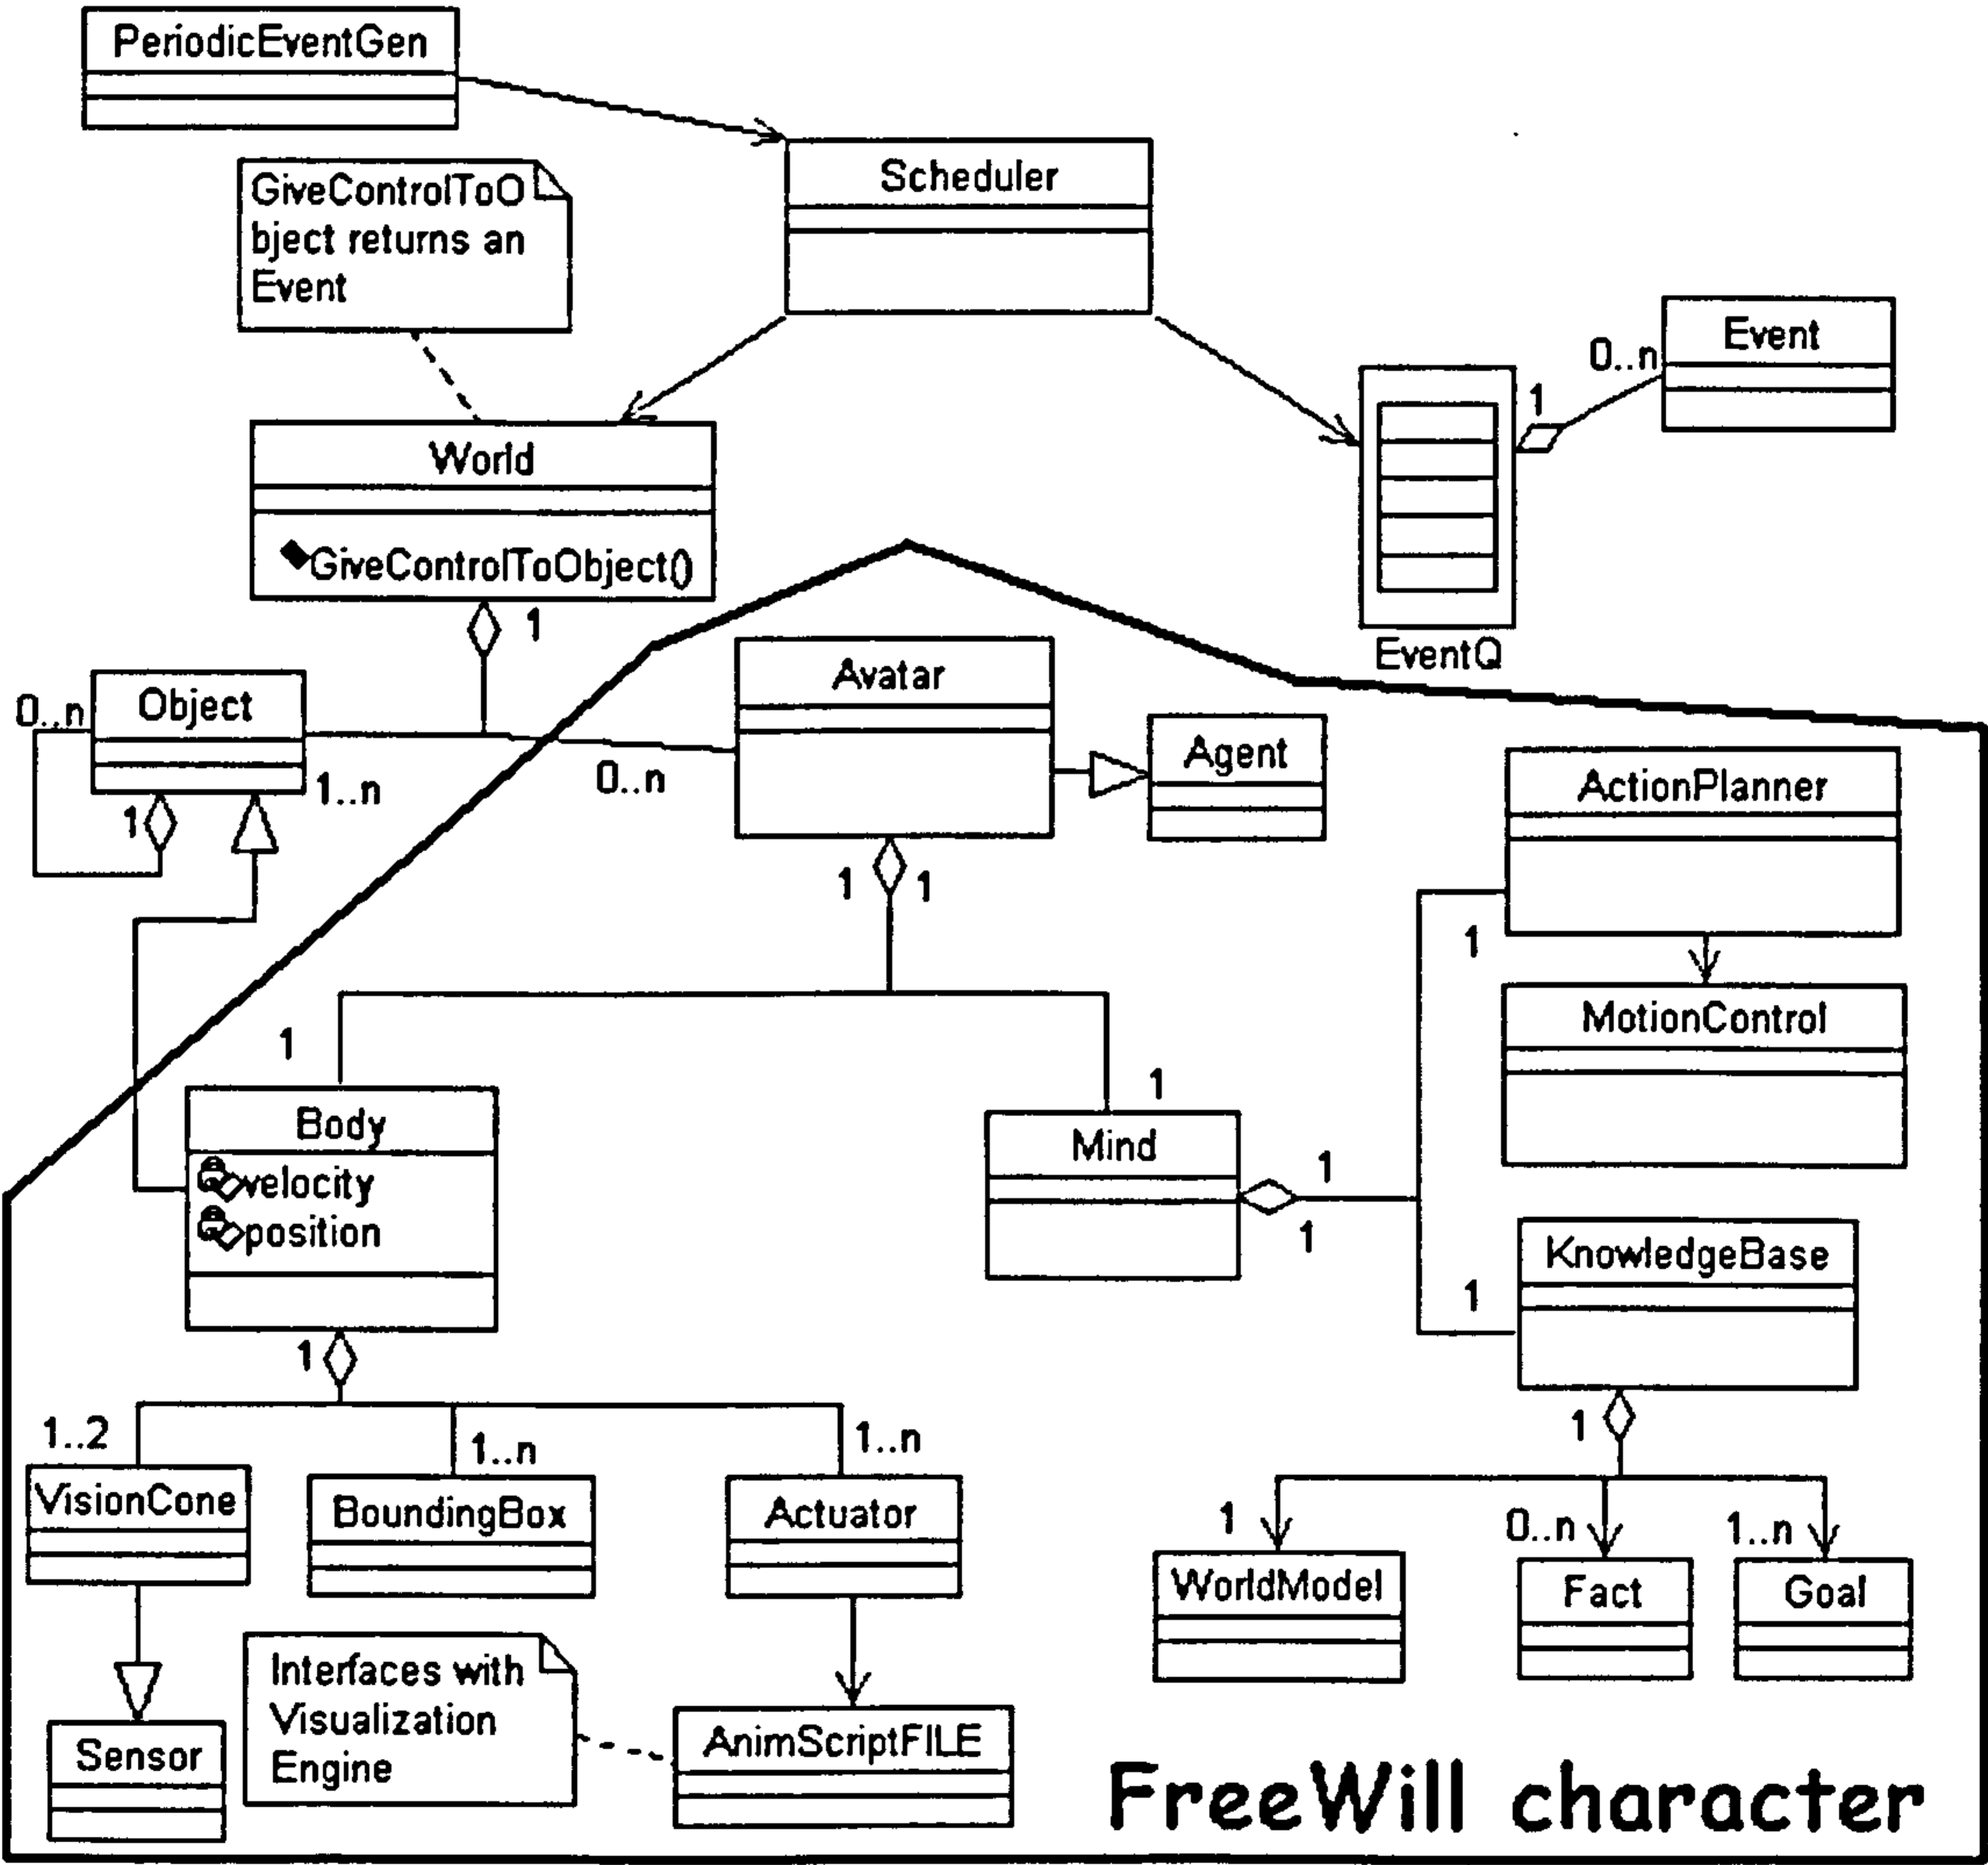 PeriodicEventGen
Scheduler
GiveControlToO
bject returns an
Event
Event
0..n
1
EventQ
World
GiveControlToObject()
1
Object
0..n
1
1..n
Avatar
0..n
Agent
1
1
ActionPlanner
1
MotionControl
1
Body
velocity
position
1
Mind
1
1
KnowledgeBase
1
1
1
1..2
1..n
1..n
VisionCone
BoundingBox
Actuator
1
0..n
1..n
WorldModel
Fact
Goal
Interfaces with
Visualization
Engine
Sensor
AnimScriptFILE
FreeWill character